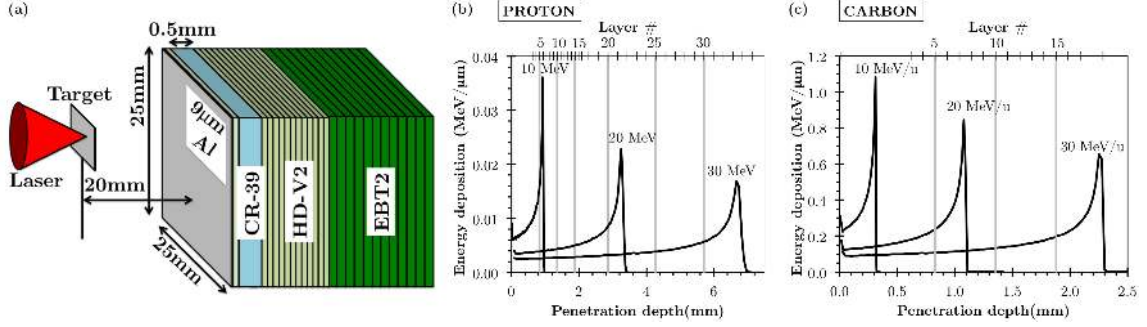 (a)
0.5mm
25mm
Target
9μm
Al
Laser
20mm
25mm
CR-39
HD-V2
EBT2
(b) PROTON
Layer #
5 10 15 20 25 30
0.04
0.03
0.02
0.01
0.00
Energy deposition (MeV/μm)
10 MeV
20 MeV
30 MeV
0 2 4 6
Penetration depth(mm)
(c) CARBON
Layer #
5 10 15
1.2
1.0
0.8
0.6
0.4
0.2
0.0
Energy deposition (MeV/μm)
10 MeV/u
20 MeV/u
30 MeV/u
0.0 0.5 1.0 1.5 2.0 2.5
Penetration depth(mm)